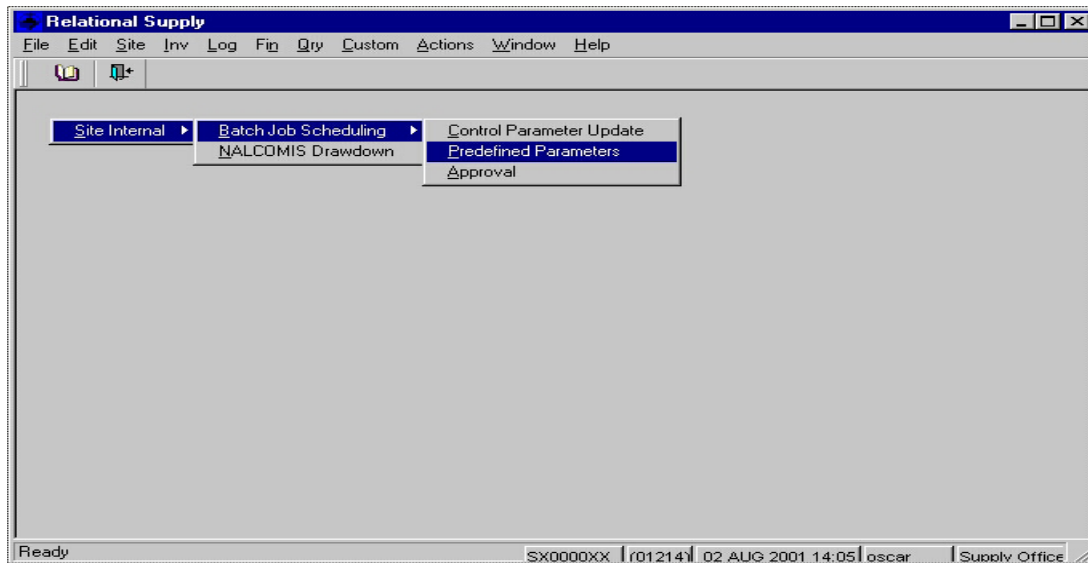 Relational Supply
File Edit Site Inv Log Fin Qry Custom Actions Window Help
Site Internal Batch Job Scheduling Control Parameter Update
NALCOMIS Drawdown Predefined Parameters
Approval
Ready SX0000XX (01214) 02 AUG 2001 14:05 oscar Supply Office